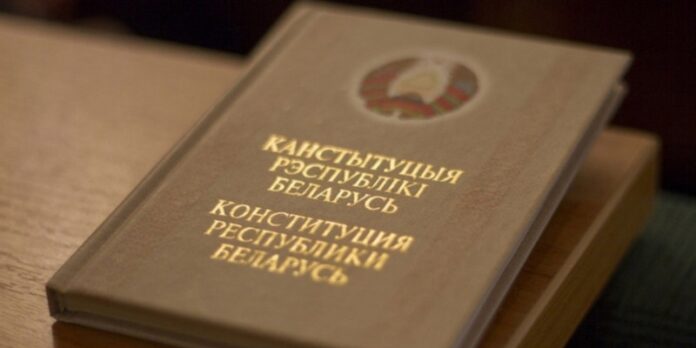 КАНСТЫТУЦЫЯ
РЭСПУБЛІКІ
БЕЛАРУСЬ
КОНСТИТУЦИЯ
РЕСПУБЛИКИ
БЕЛАРУСЬ